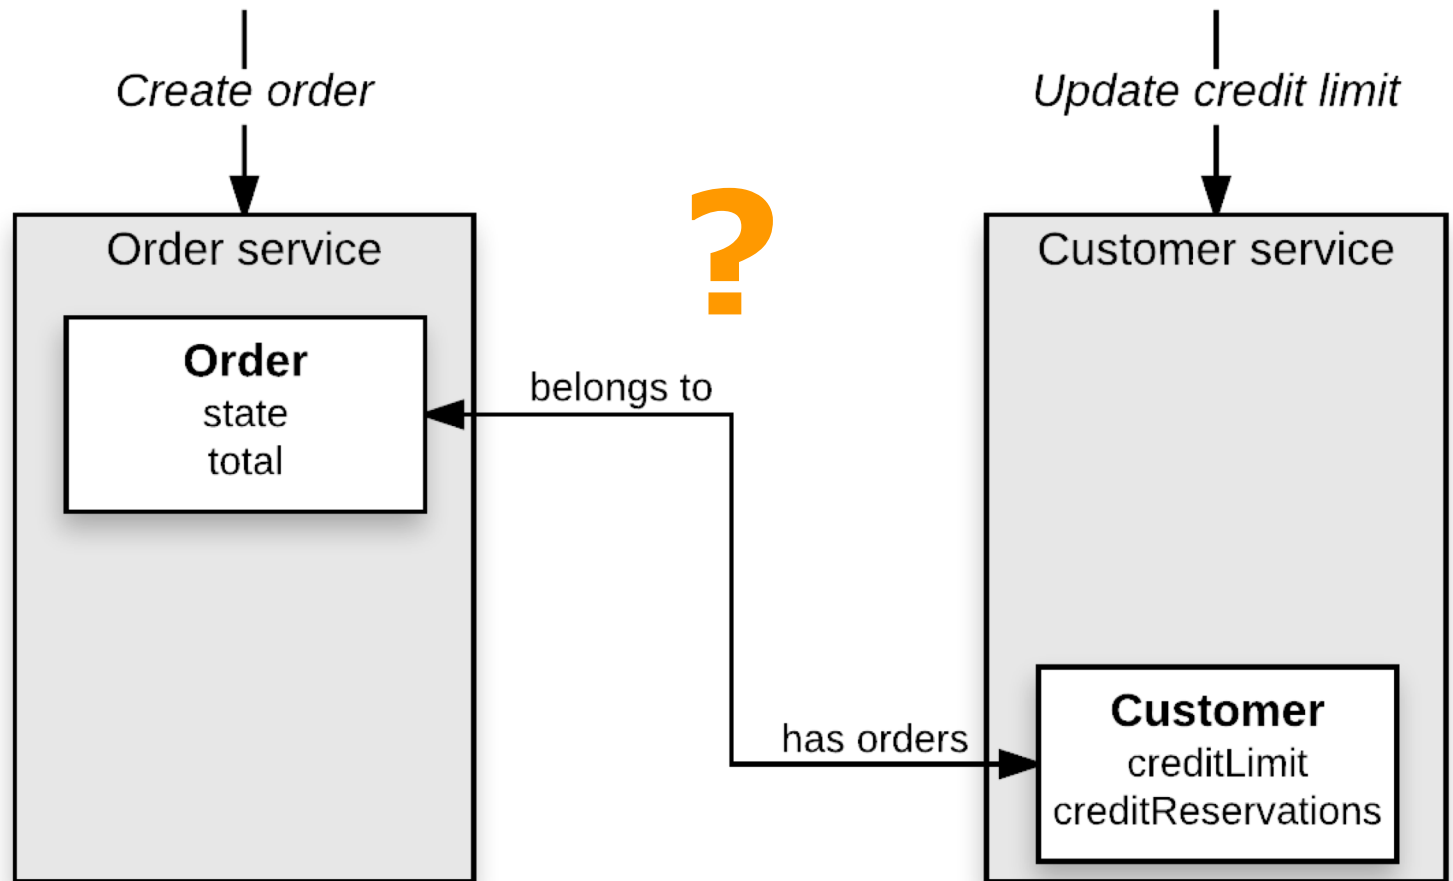 Create order
Update credit limit
?
Order service
Customer service
Order
state
total
belongs to
has orders
Customer
creditLimit
creditReservations